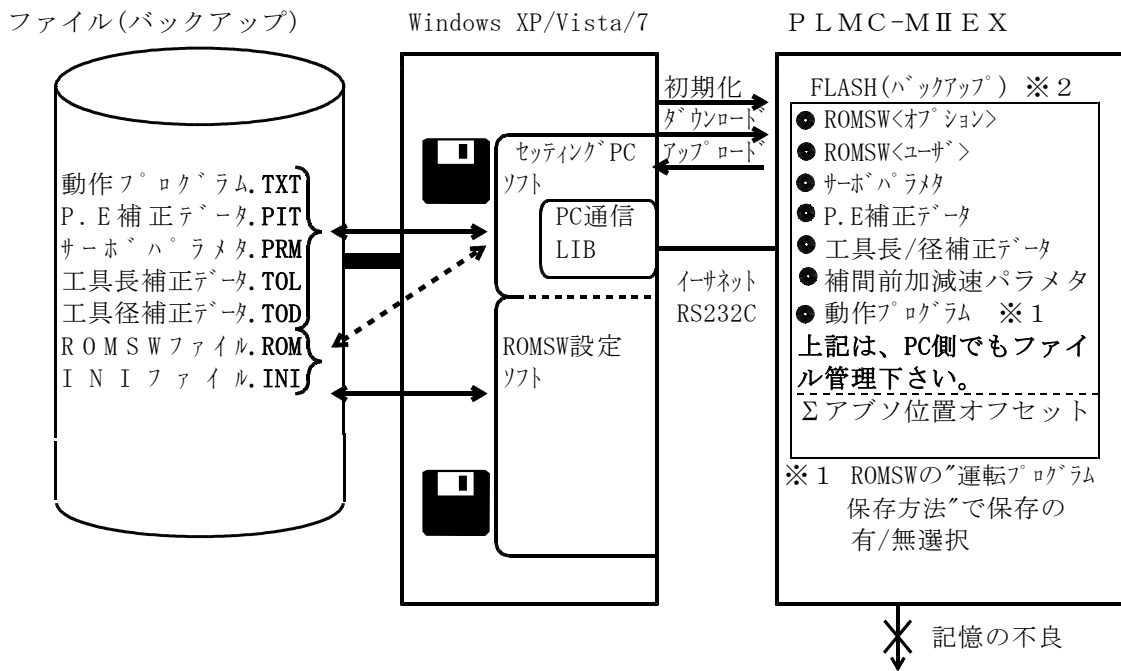 ファイル(バックアップ)
動作プログラム.TXT
P.E補正データ.PIT
サーボパラメタ.PRM
工具長補正データ.TOL
工具径補正データ.TOD
ROMSWファイル.ROM
INIファイル.INI
Windows XP/Vista/7
セッティングPC
ソフト
PC通信
LIB
ROMSW設定
ソフト
初期化
ダウンロード
アップロード
イーサネット
RS232C
PLMC-MⅡEX
FLASH(バックアップ) ※2
● ROMSW<オプション>
● ROMSW<ユーザ>
● サーボパラメタ
● P.E補正データ
● 工具長/径補正データ
● 補間前加減速パラメタ
● 動作プログラム ※1
上記は、PC側でもファイ
ル管理下さい。
Σアブソ位置オフセット
※1 ROMSWの"運転プログラム
保存方法"で保存の
有/無選択
記憶の不良